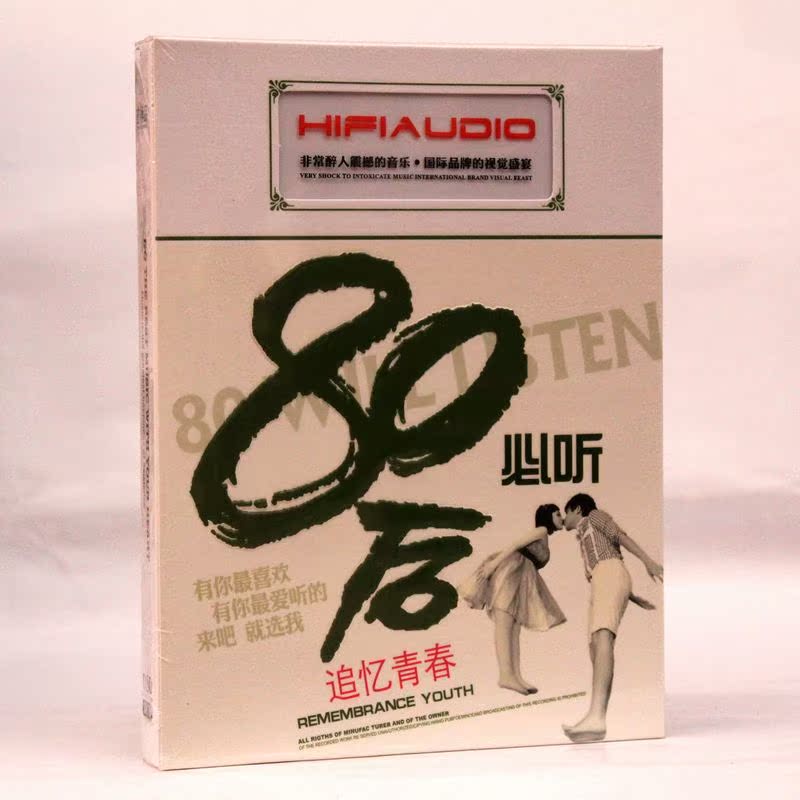 HIFIAUDIO
非常醉人震撼的音乐·国际品牌的视觉盛宴
VERY SHOCK TO INTOXICATE MUSIC INTERNATIONAL BRAND VISUAL FEAST
80 WILL LISTEN
80后
必听
有你最喜欢
有你最爱听的
来吧 就选我
追忆青春
REMEMBRANCE YOUTH
ALL RIGTHS OF MINUFAC TURER AND OF THE OWNER